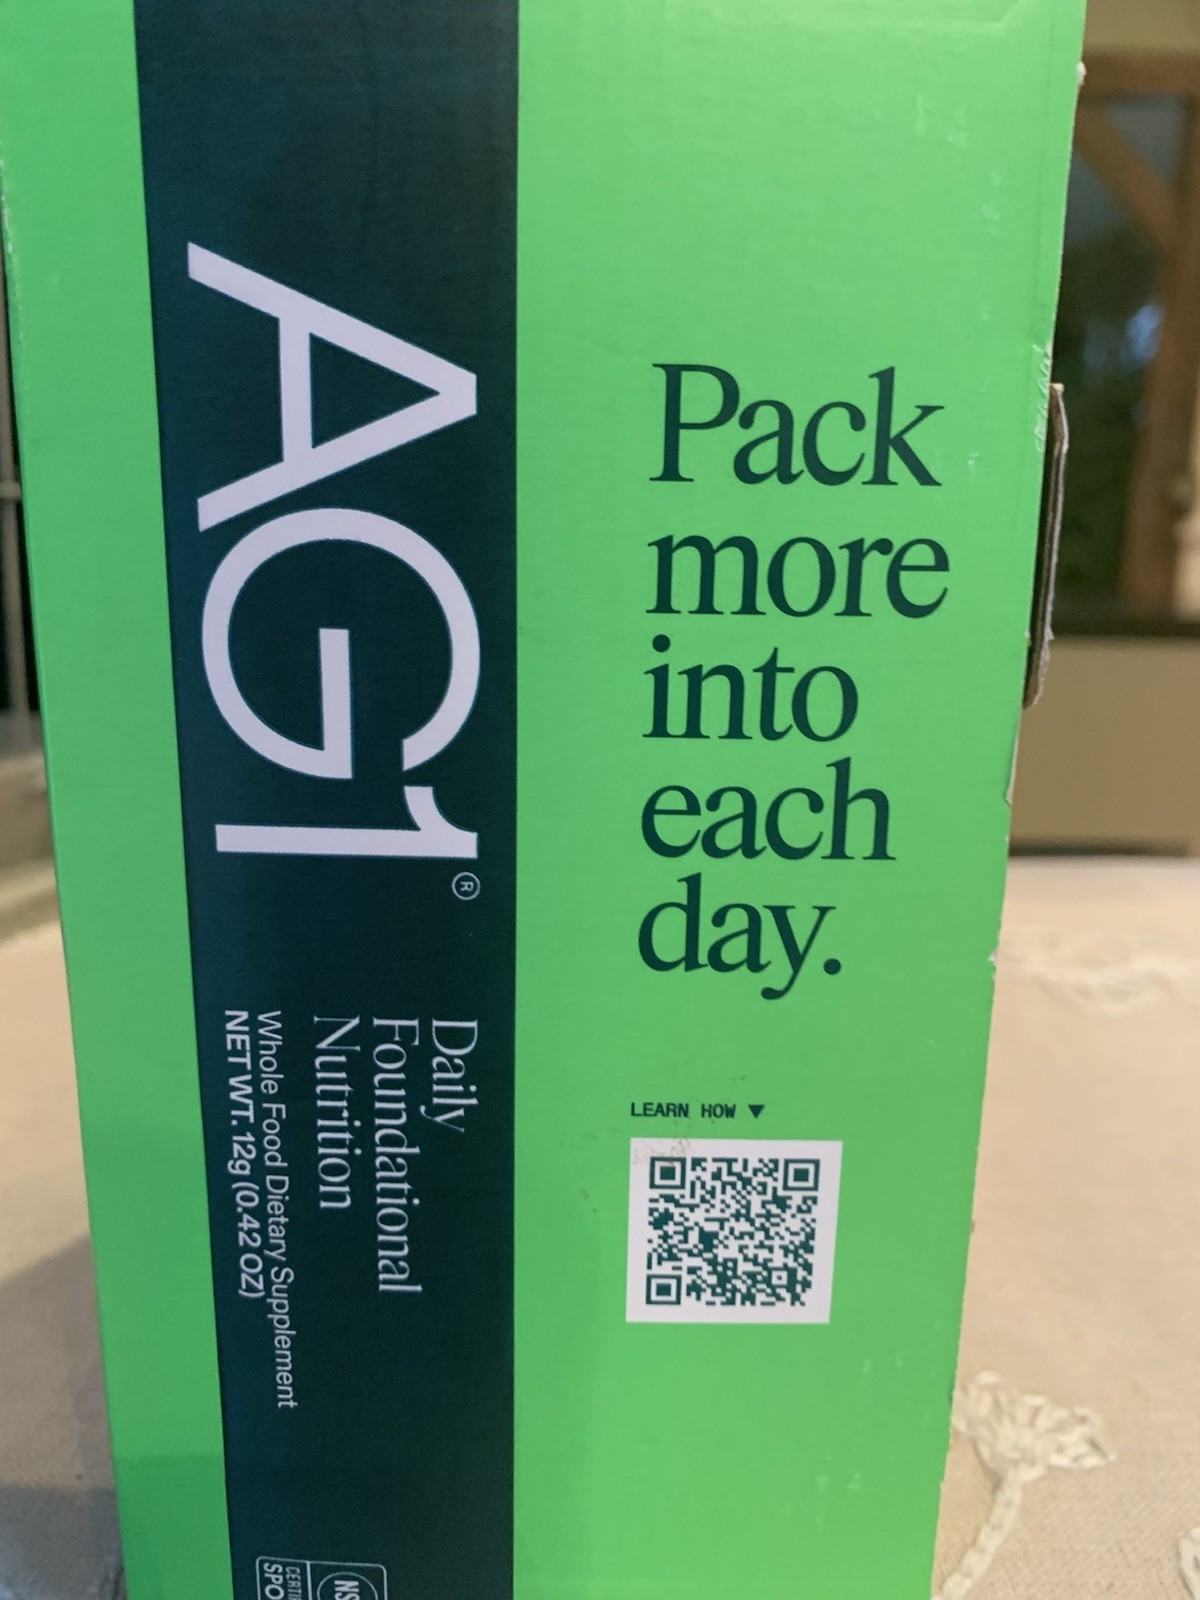 AG1®
Daily
Foundational
Nutrition
Whole Food Dietary Supplement
NET WT. 12g (0.42 OZ)
Pack
more
into
each
day.
LEARN HOW ▼